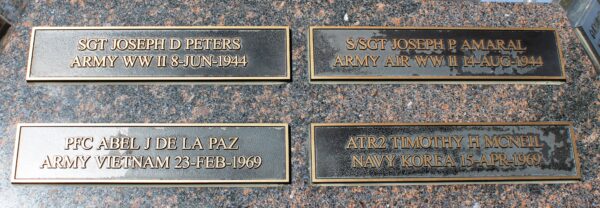 SGT JOSEPH D PETERS
ARMY WW II 8-JUN-1944
S/SGT JOSEPH P AMARAL
ARMY AIR WW II 14-AUG-1944
PFC ABEL J DE LA PAZ
ARMY VIETNAM 23-FEB-1969
ATR2 TIMOTHY H MCNEIL
NAVY KOREA 15-APR-1969